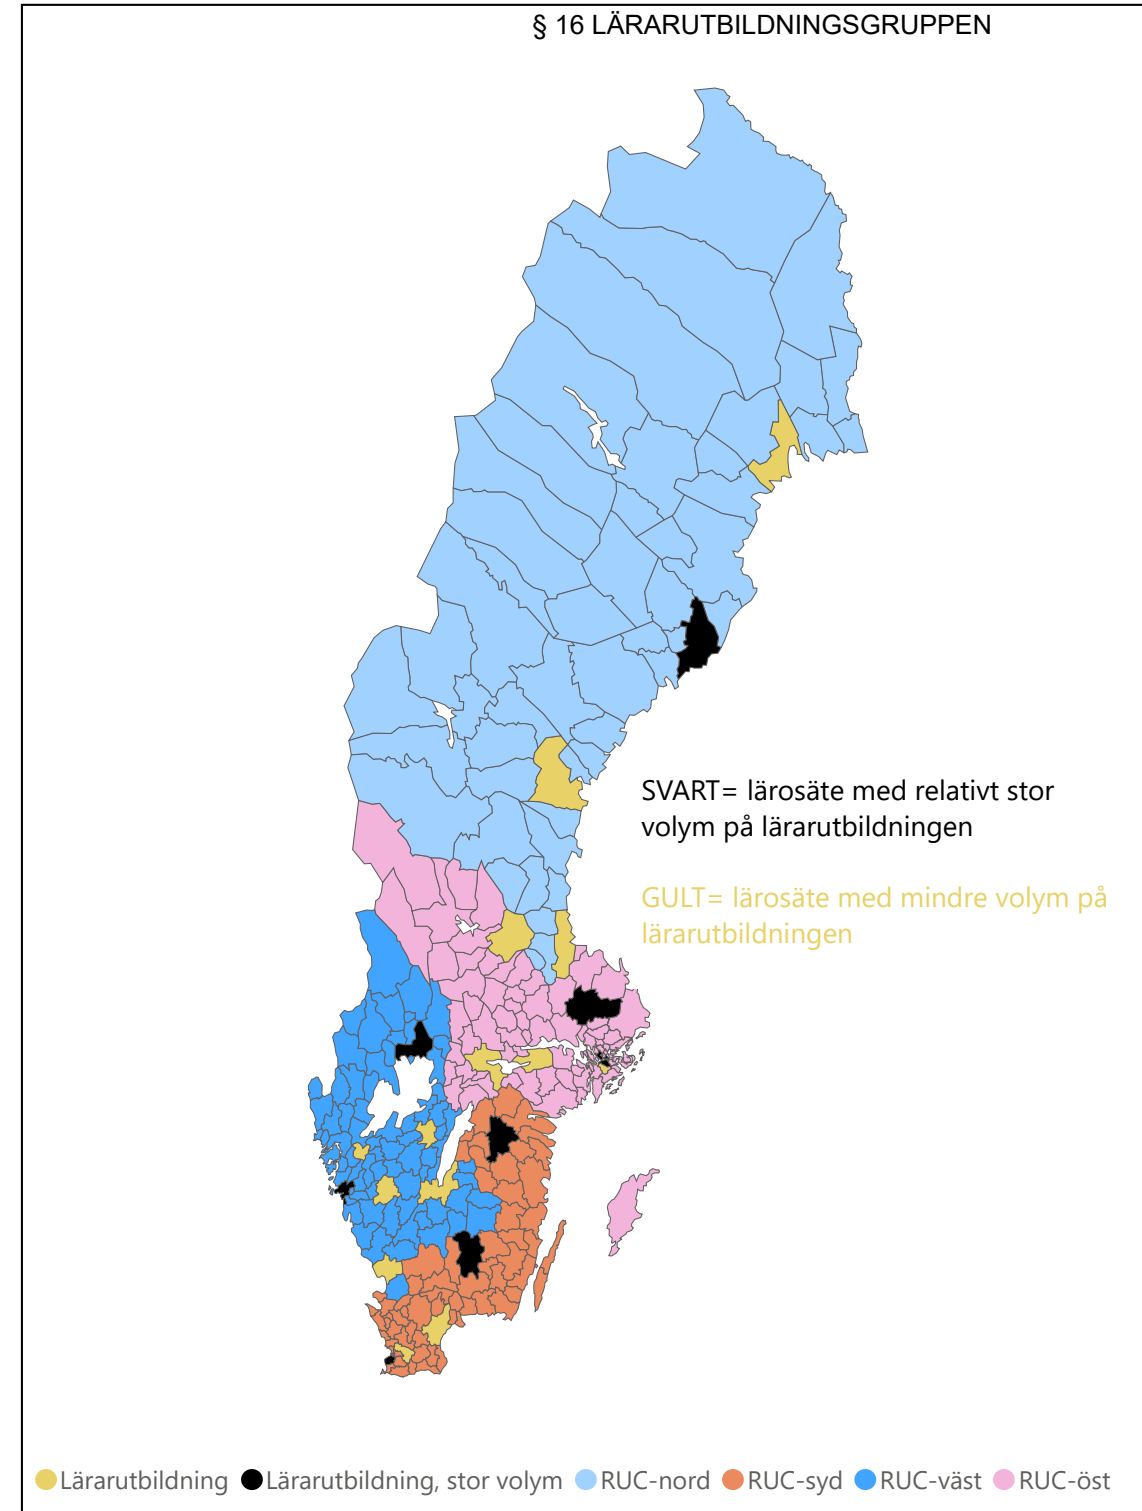 § 16 LÄRARUTBILDNINGSGRUPPEN
SVART= lärosäte med relativt stor
volym på lärarutbildningen
GULT= lärosäte med mindre volym på
lärarutbildningen
Lärarutbildning Lärarutbildning, stor volym RUC-nord RUC-syd RUC-väst RUC-öst